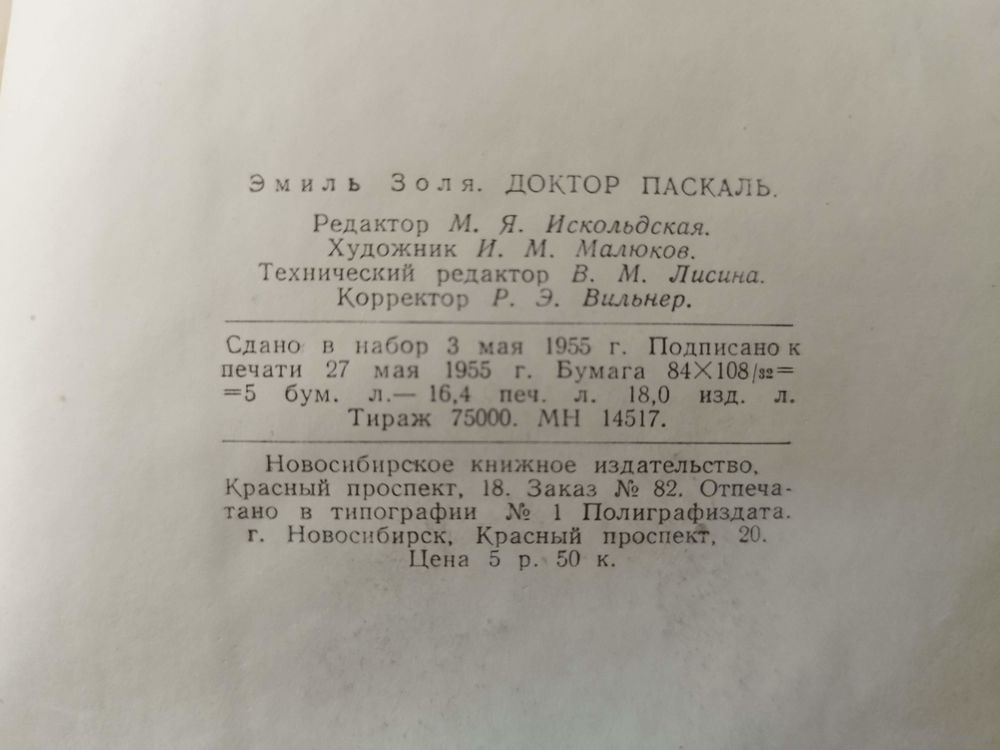 Эмиль Золя. ДОКТОР ПАСКАЛЬ.
Редактор М. Я. Искольдская.
Художник И. М. Малюков.
Технический редактор В. М. Лисина.
Корректор Р. Э. Вильнер.
Сдано в набор 3 мая 1955 г. Подписано к
печати 27 мая 1955 г. Бумага 84×108/32=
=5 бум. л.— 16,4 печ. л. 18,0 изд. л.
Тираж 75000. МН 14517.
Новосибирское книжное издательство,
Красный проспект, 18. Заказ № 82. Отпеча-
тано в типографии № 1 Полиграфиздата.
г. Новосибирск, Красный проспект, 20.
Цена 5 р. 50 к.